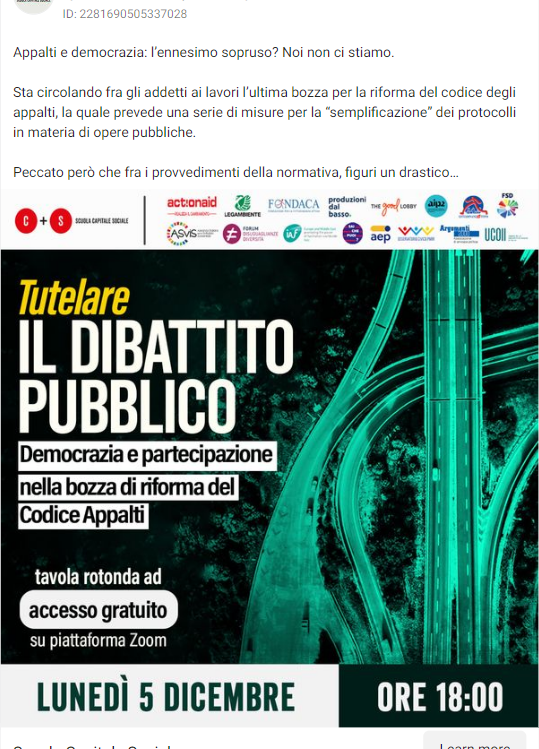 ID: 2281690505337028
Appalti e democrazia: l'ennesimo sopruso? Noi non ci stiamo.
Sta circolando fra gli addetti ai lavori l'ultima bozza per la riforma del codice degli
appalti, la quale prevede una serie di misure per la “semplificazione” dei protocolli
in materia di opere pubbliche.
Peccato però che fra i provvedimenti della normativa, figuri un drastico...
C + S SCUOLA CAPITALE SOCIALE
act!onaid
LEGAMBIENTE
FONDACA
produzioni
dal
basso.
THE good LOBBY
FSD
ASviS
FORUM
DISUGUAGLIANZE
DIVERSITÀ
aep
UCOII
Tutelare
IL DIBATTITO
PUBBLICO
Democrazia e partecipazione
nella bozza di riforma del
Codice Appalti
tavola rotonda ad
accesso gratuito
su piattaforma Zoom
LUNEDÌ 5 DICEMBRE
ORE 18:00